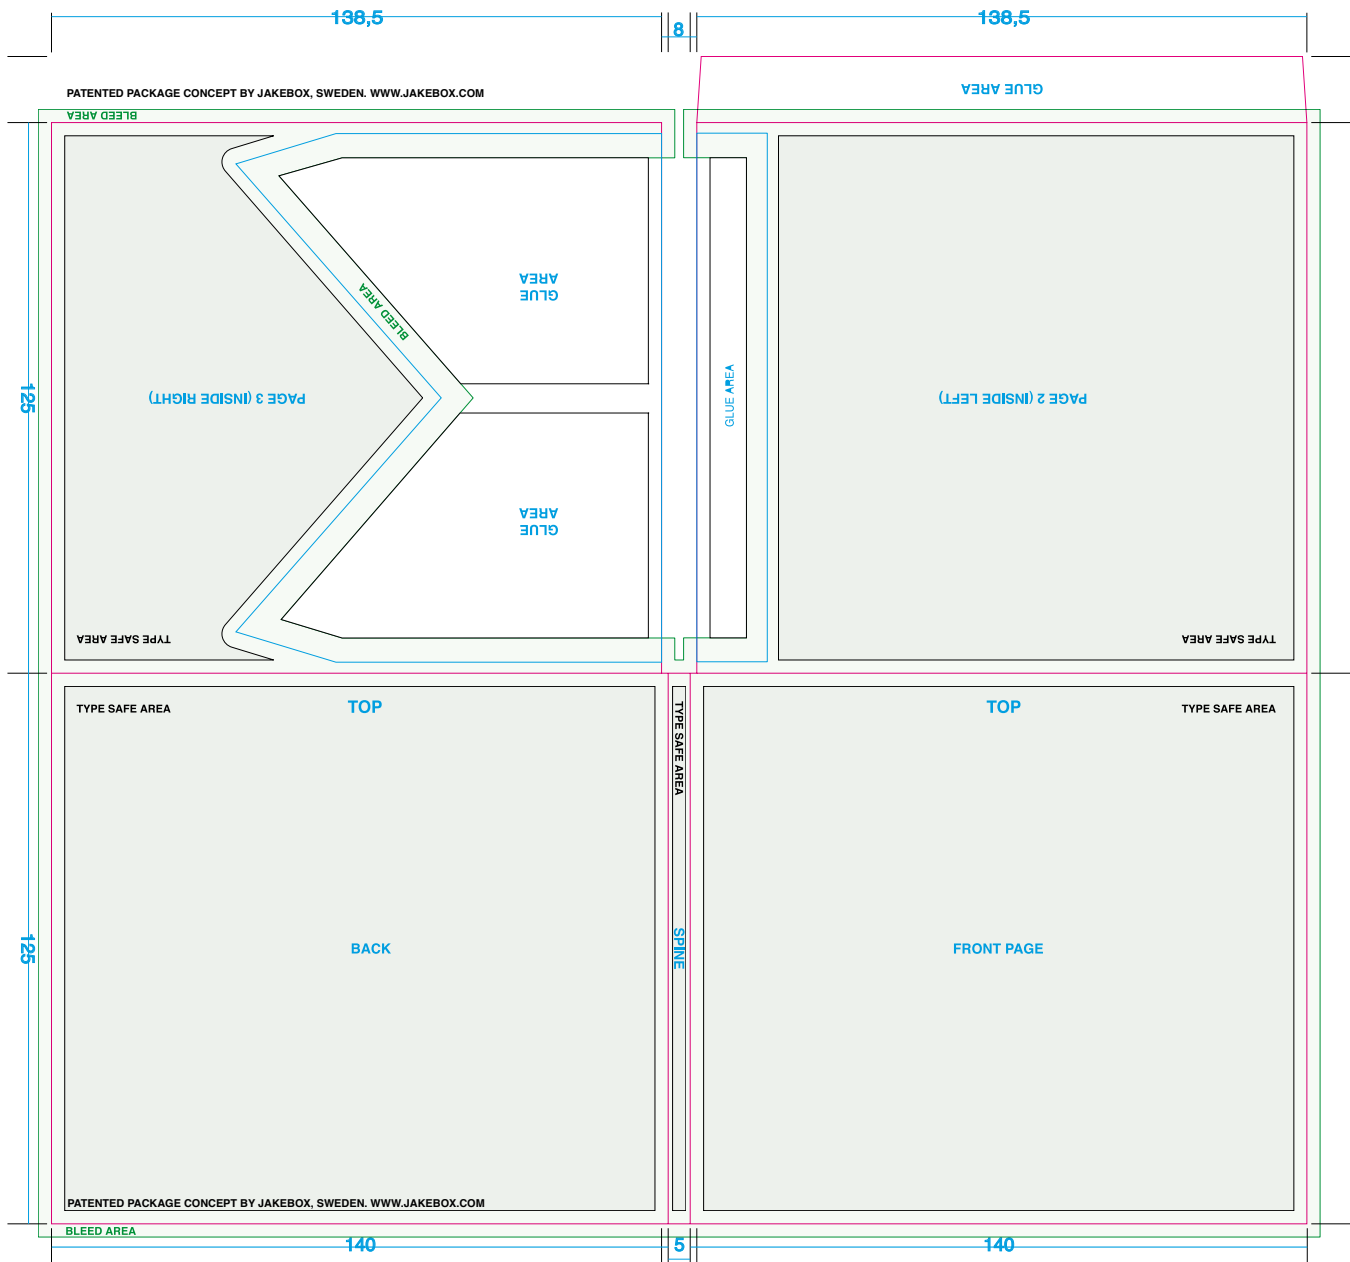 138,5
8
138,5
GLUE AREA
PATENTED PACKAGE CONCEPT BY JAKEBOX, SWEDEN. WWW.JAKEBOX.COM
BLEED AREA
GLUE
AREA
BLEED AREA
125
PAGE 3 (INSIDE RIGHT)
GLUE AREA
PAGE 2 (INSIDE LEFT)
GLUE
AREA
TYPE SAFE AREA
TYPE SAFE AREA
TYPE SAFE AREA
TOP
TYPE SAFE AREA
TOP
TYPE SAFE AREA
125
BACK
SPINE
FRONT PAGE
PATENTED PACKAGE CONCEPT BY JAKEBOX, SWEDEN. WWW.JAKEBOX.COM
BLEED AREA
140
5
140